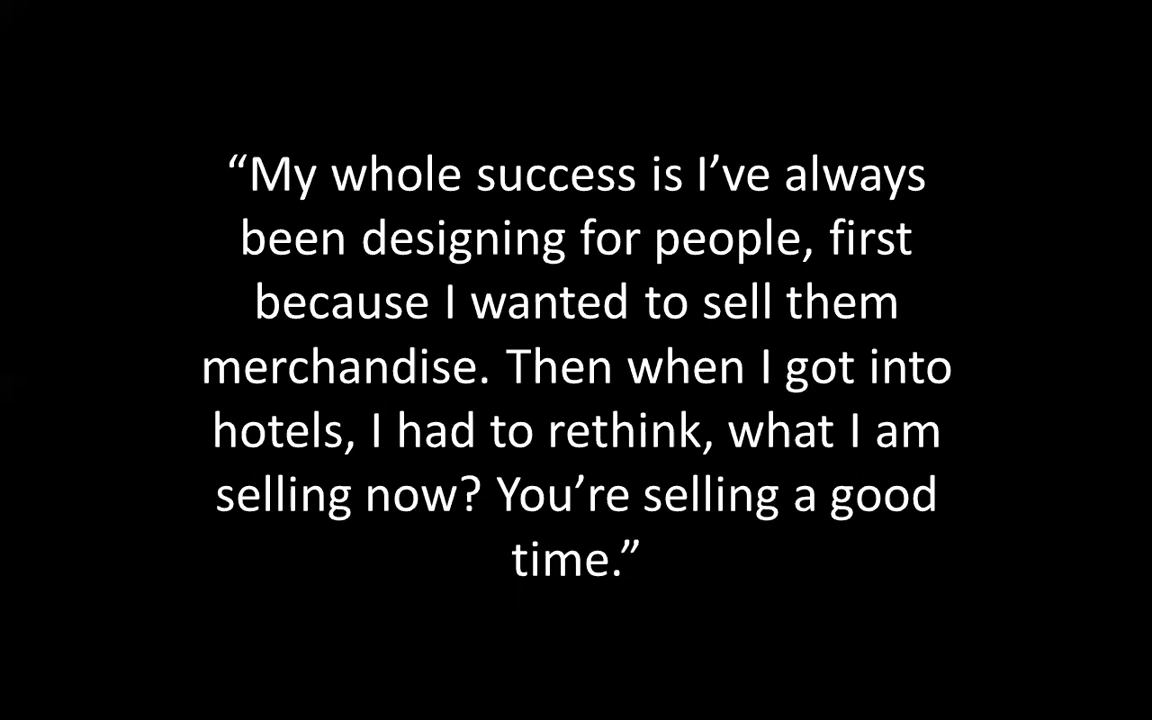 “My whole success is I’ve always
been designing for people, first
because I wanted to sell them
merchandise. Then when I got into
hotels, I had to rethink, what I am
selling now? You’re selling a good
time.”